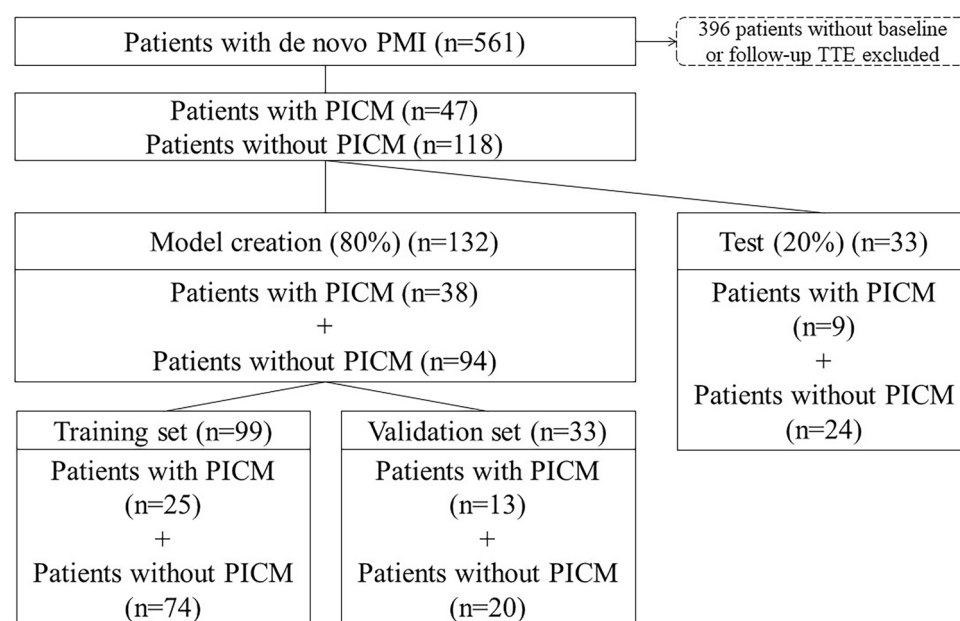 Patients with de novo PMI (n=561)
396 patients without baseline
or follow-up TTE excluded
Patients with PICM (n=47)
Patients without PICM (n=118)
Model creation (80%) (n=132)
Patients with PICM (n=38)
+
Patients without PICM (n=94)
Test (20%) (n=33)
Patients with PICM
(n=9)
+
Patients without PICM
(n=24)
Training set (n=99)
Patients with PICM
(n=25)
+
Patients without PICM
(n=74)
Validation set (n=33)
Patients with PICM
(n=13)
+
Patients without PICM
(n=20)